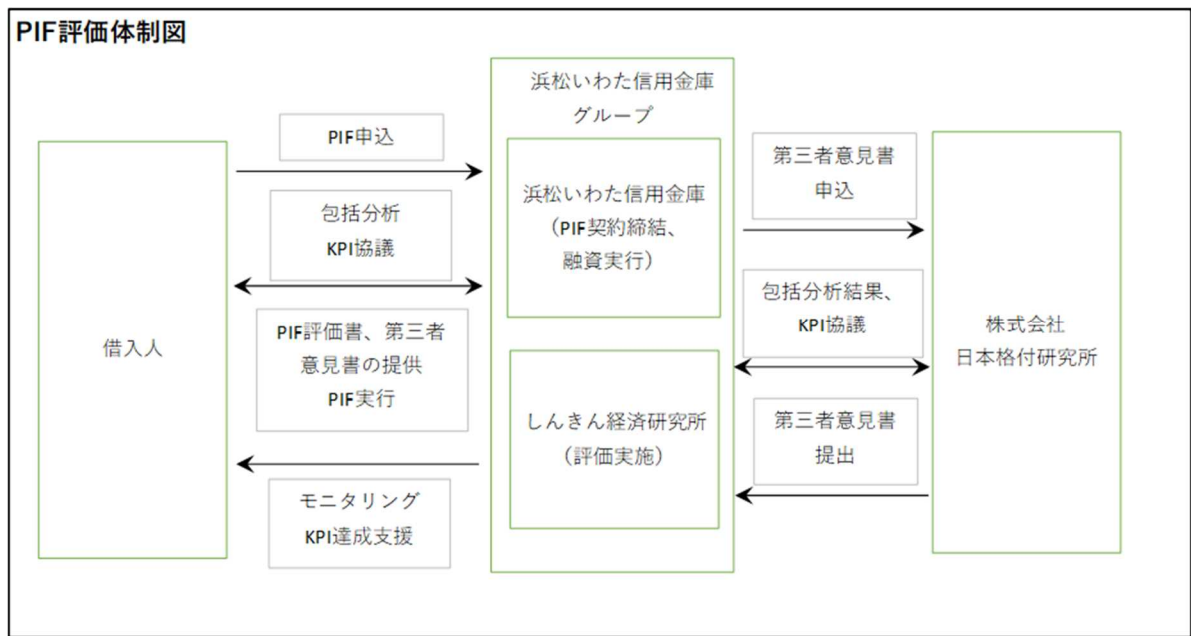 PIF評価体制図
浜松いわた信用金庫
グループ
PIF申込
包括分析
KPI協議
PIF評価書、第三者
意見書の提供
PIF実行
モニタリング
KPI達成支援
借入人
浜松いわた信用金庫
(PIF契約締結、
融資実行)
しんきん経済研究所
(評価実施)
第三者意見書
申込
包括分析結果、
KPI協議
第三者意見書
提出
株式会社
日本格付研究所